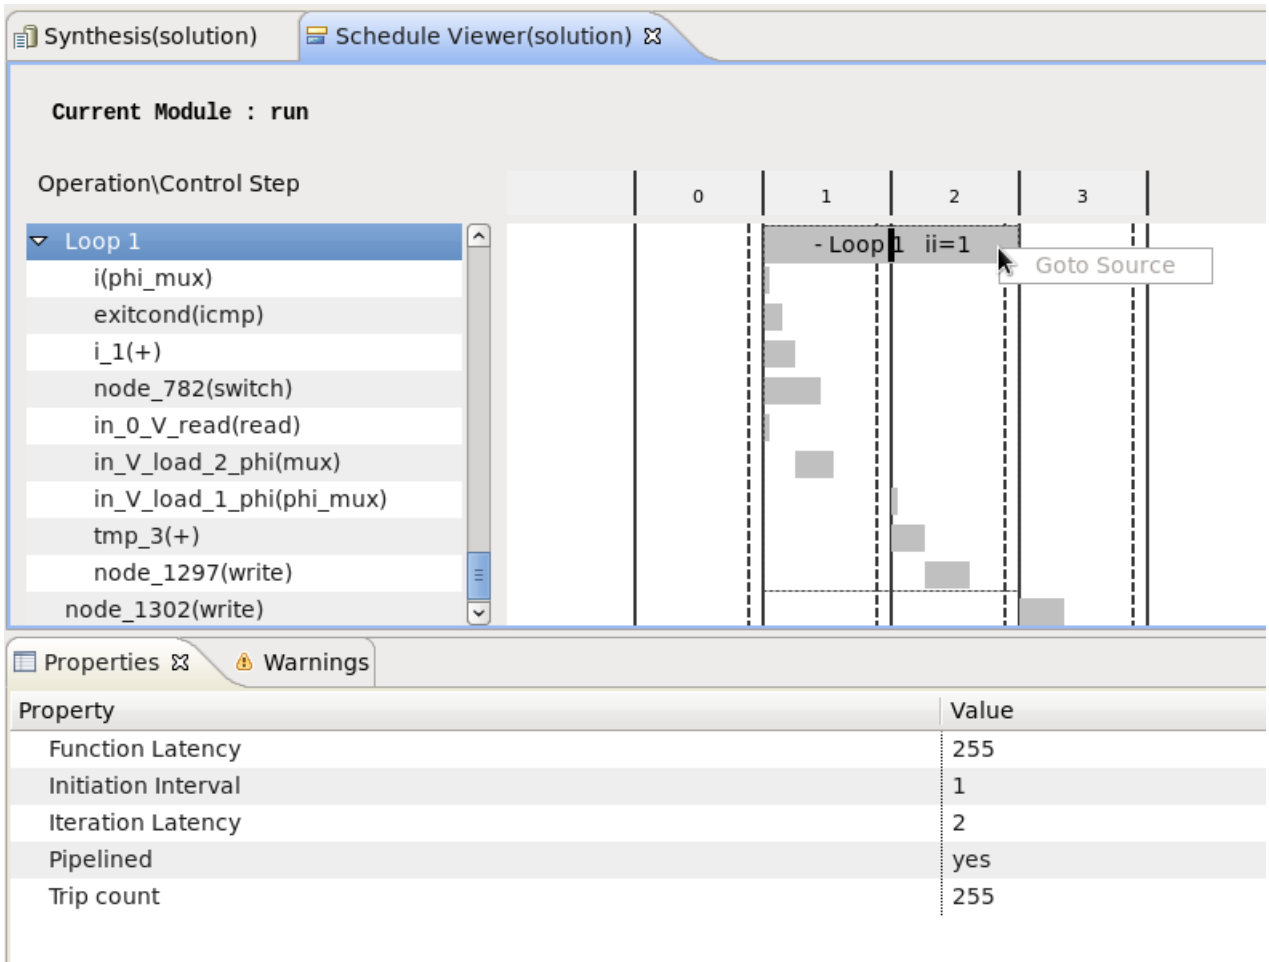 Synthesis(solution) Schedule Viewer(solution)
Current Module : run
Operation\Control Step 0 1 2 3
Loop 1 - Loop 1 ii=1
Goto Source
i(phi_mux)
exitcond(icmp)
i_1(+)
node_782(switch)
in_0_V_read(read)
in_V_load_2_phi(mux)
in_V_load_1_phi(phi_mux)
tmp_3(+)
node_1297(write)
node_1302(write)
Properties Warnings
Property Value
Function Latency 255
Initiation Interval 1
Iteration Latency 2
Pipelined yes
Trip count 255